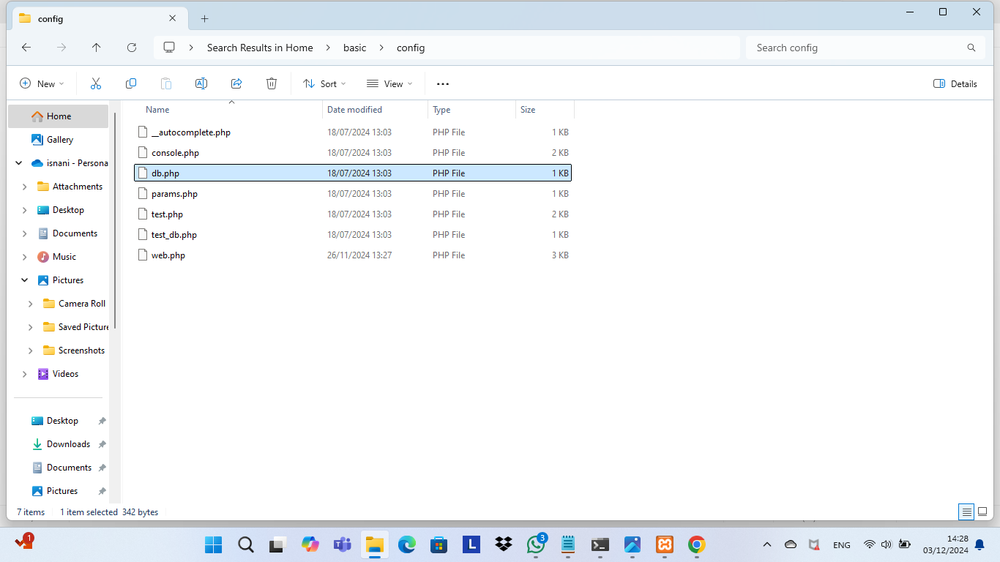 config
Search Results in Home > basic > config
Search config
New
Sort
View
Details
Name Date modified Type Size
__autocomplete.php 18/07/2024 13:03 PHP File 1 KB
console.php 18/07/2024 13:03 PHP File 2 KB
db.php 18/07/2024 13:03 PHP File 1 KB
params.php 18/07/2024 13:03 PHP File 1 KB
test.php 18/07/2024 13:03 PHP File 2 KB
test_db.php 18/07/2024 13:03 PHP File 1 KB
web.php 26/11/2024 13:27 PHP File 3 KB
Home
Gallery
isnani - Persona
Attachments
Desktop
Documents
Music
Pictures
Camera Roll
Saved Picture
Screenshots
Videos
Desktop
Downloads
Documents
Pictures
7 items 1 item selected 342 bytes
1
L
3
ENG
14:28
03/12/2024